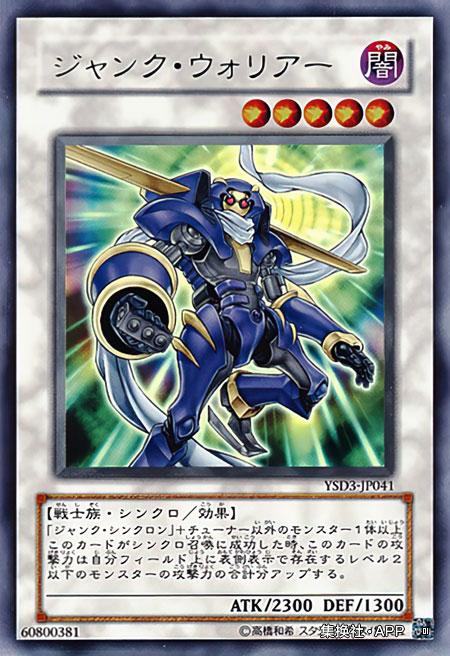 ジャンク・ウォリアー
やみ
闇
YSD3-JP041
【戦士族・シンクロ／効果】
「ジャンク・シンクロン」+チューナー以外のモンスター1体以上
このカードがシンクロ召喚に成功した時、このカードの攻
撃力は自分フィールド上に表側表示で存在するレベル2
以下のモンスターの攻撃力の合計分アップする。
ATK/2300 DEF/1300
60800381
©高橋和希 スタ
集換社·APP